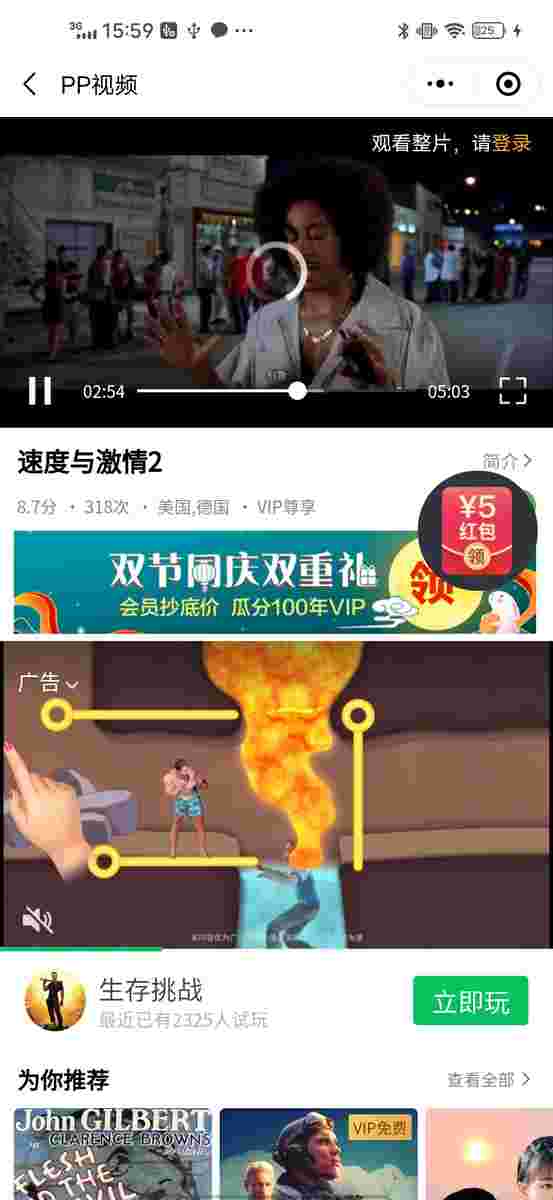 3G 15:59 25
PP视频
观看整片，请登录
02:54
05:03
速度与激情2
简介
8.7分 · 318次 · 美国,德国 · VIP尊享
¥5
红包
领
双节同庆双重礼
会员抄底价 瓜分100年VIP
领
广告
生存挑战
最近已有2325人试玩
立即玩
为你推荐
查看全部
John GILBERT
CLARENCE BROWN'S
FLESH
VIP免费